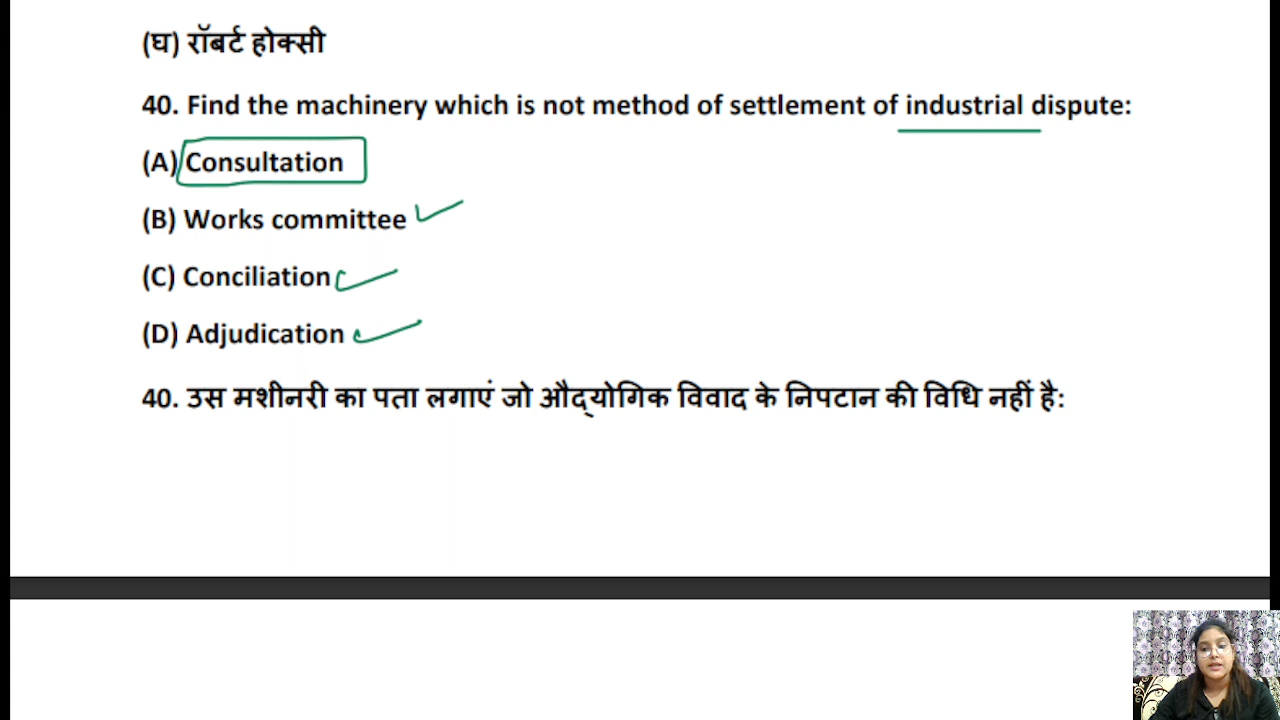 (घ) रॉबर्ट होक्सी
40. Find the machinery which is not method of settlement of industrial dispute:
(A) Consultation
(B) Works committee
(C) Conciliation
(D) Adjudication
40. उस मशीनरी का पता लगाएं जो औद्योगिक विवाद के निपटान की विधि नहीं है: